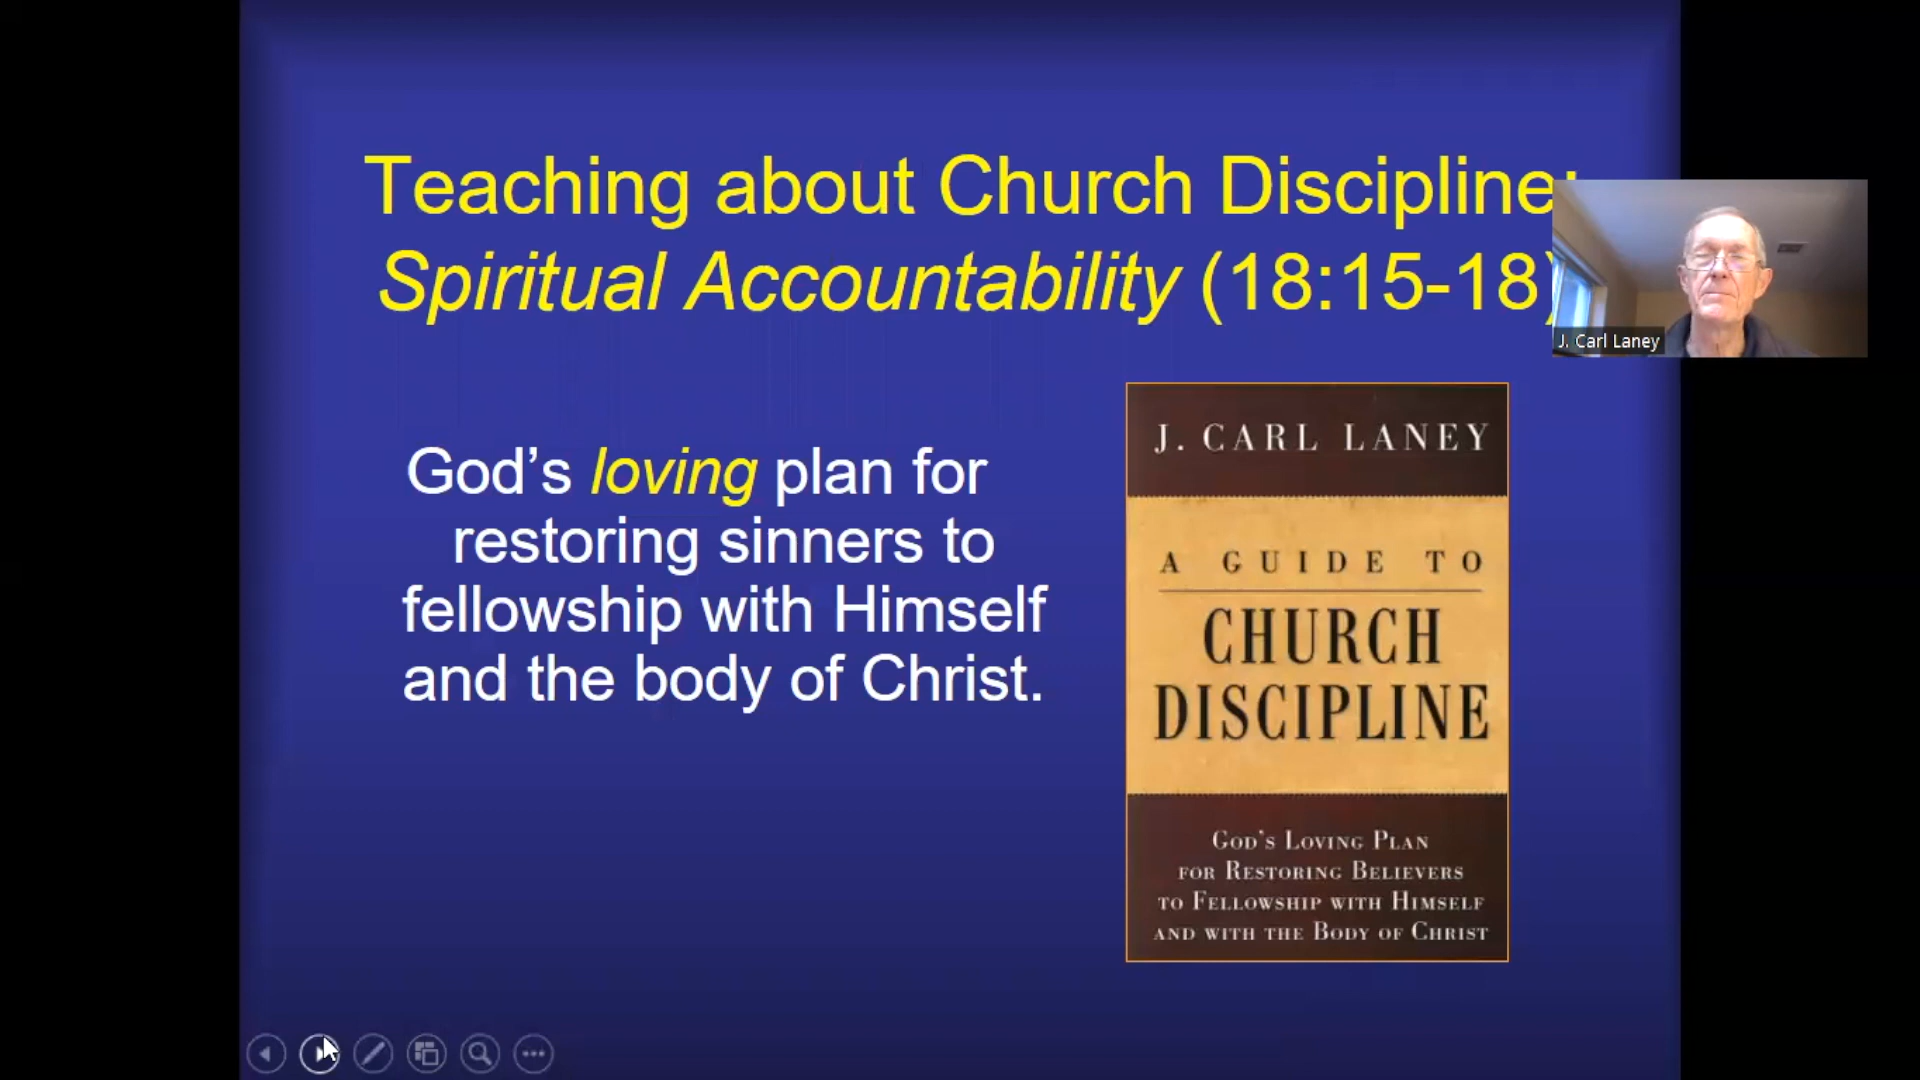 Teaching about Church Discipline:
Spiritual Accountability (18:15-18)
J. Carl Laney
God’s loving plan for
restoring sinners to
fellowship with Himself
and the body of Christ.
J. CARL LANEY
A GUIDE TO
CHURCH
DISCIPLINE
GOD’S LOVING PLAN
FOR RESTORING BELIEVERS
TO FELLOWSHIP WITH HIMSELF
AND WITH THE BODY OF CHRIST